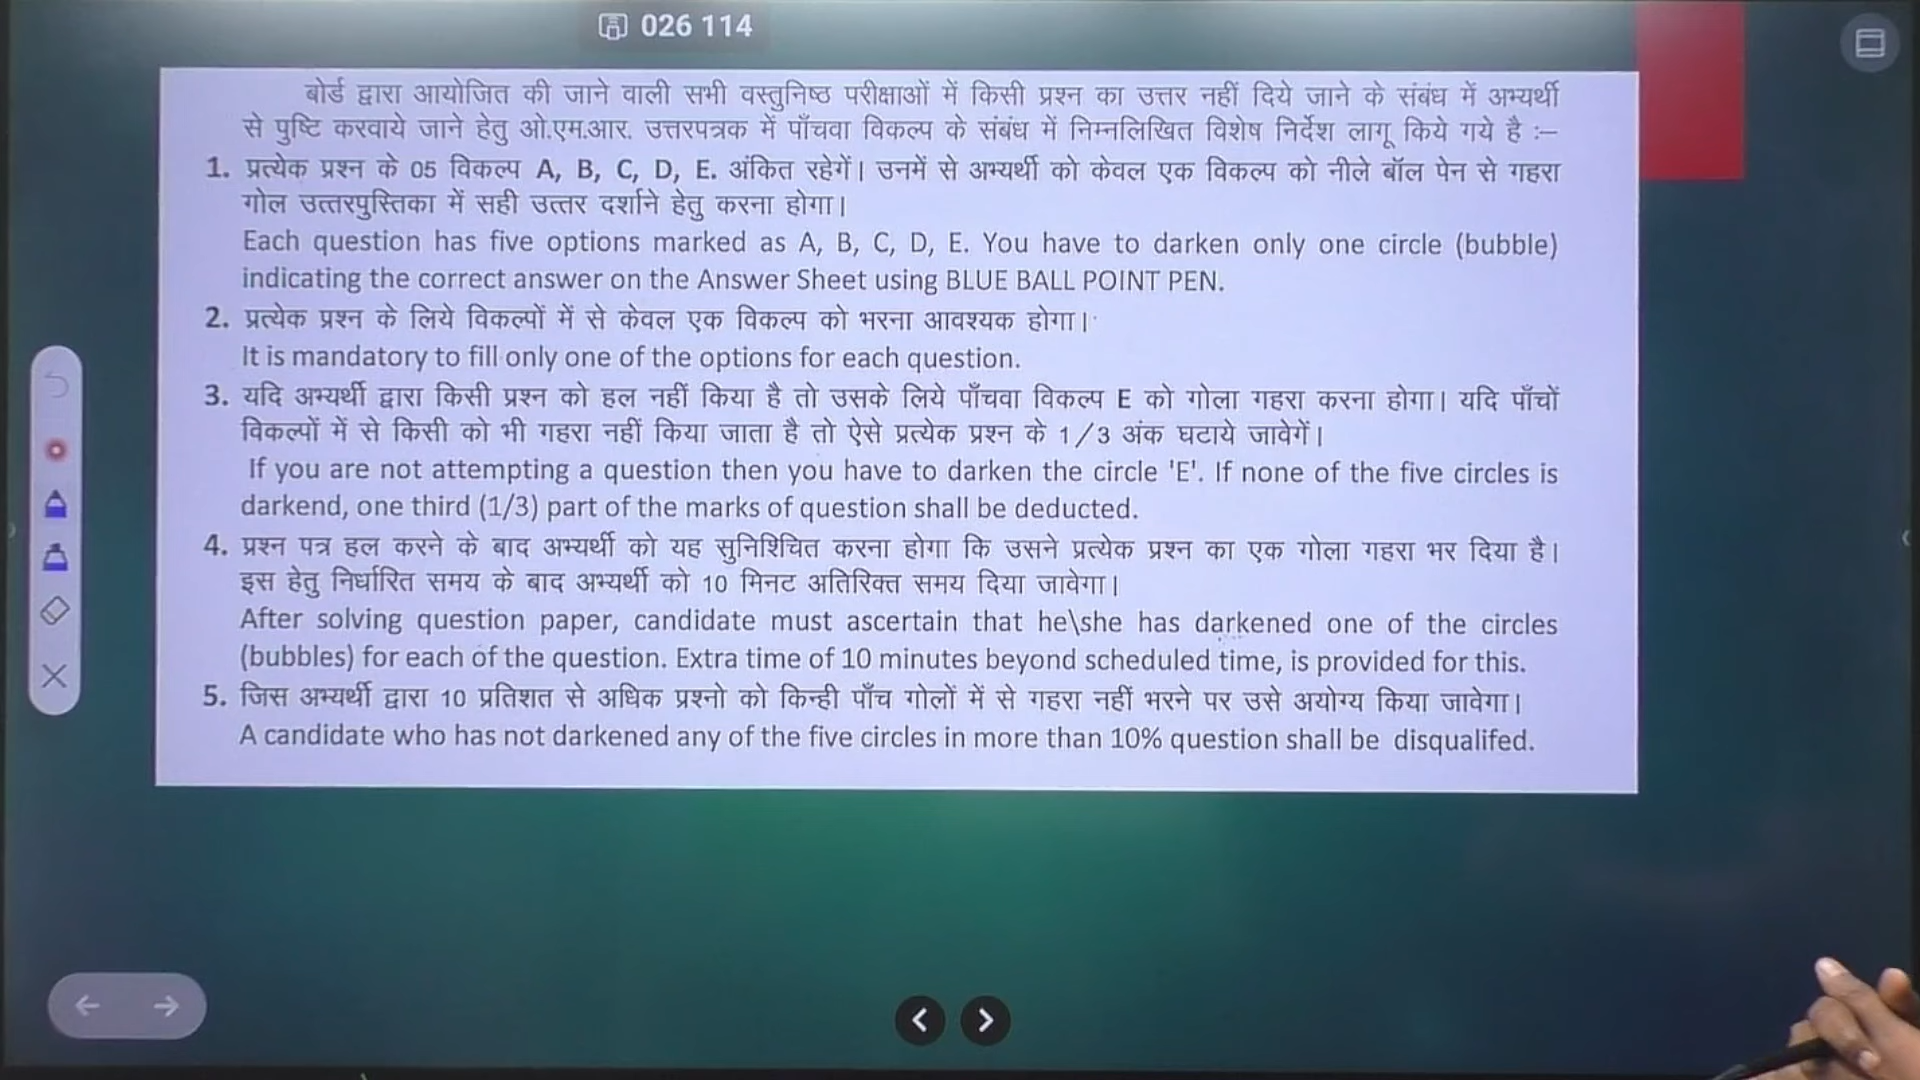 026 114
बोर्ड द्वारा आयोजित की जाने वाली सभी वस्तुनिष्ठ परीक्षाओं में किसी प्रश्न का उत्तर नहीं दिये जाने के संबंध में अभ्यर्थी
से पुष्टि करवाये जाने हेतु ओ.एम.आर. उत्तरपत्रक में पाँचवा विकल्प के संबंध में निम्नलिखित विशेष निर्देश लागू किये गये है :–
1. प्रत्येक प्रश्न के 05 विकल्प A, B, C, D, E. अंकित रहेगें। उनमें से अभ्यर्थी को केवल एक विकल्प को नीले बॉल पेन से गहरा
गोल उत्तरपुस्तिका में सही उत्तर दर्शाने हेतु करना होगा।
Each question has five options marked as A, B, C, D, E. You have to darken only one circle (bubble)
indicating the correct answer on the Answer Sheet using BLUE BALL POINT PEN.
2. प्रत्येक प्रश्न के लिये विकल्पों में से केवल एक विकल्प को भरना आवश्यक होगा।
It is mandatory to fill only one of the options for each question.
3. यदि अभ्यर्थी द्वारा किसी प्रश्न को हल नहीं किया है तो उसके लिये पाँचवा विकल्प E को गोला गहरा करना होगा। यदि पाँचों
विकल्पों में से किसी को भी गहरा नहीं किया जाता है तो ऐसे प्रत्येक प्रश्न के 1/3 अंक घटाये जावेगें।
If you are not attempting a question then you have to darken the circle 'E'. If none of the five circles is
darkend, one third (1/3) part of the marks of question shall be deducted.
4. प्रश्न पत्र हल करने के बाद अभ्यर्थी को यह सुनिश्चित करना होगा कि उसने प्रत्येक प्रश्न का एक गोला गहरा भर दिया है।
इस हेतु निर्धारित समय के बाद अभ्यर्थी को 10 मिनट अतिरिक्त समय दिया जावेगा।
After solving question paper, candidate must ascertain that he\she has darkened one of the circles
(bubbles) for each of the question. Extra time of 10 minutes beyond scheduled time, is provided for this.
5. जिस अभ्यर्थी द्वारा 10 प्रतिशत से अधिक प्रश्नो को किन्ही पाँच गोलों में से गहरा नहीं भरने पर उसे अयोग्य किया जावेगा।
A candidate who has not darkened any of the five circles in more than 10% question shall be disqualifed.